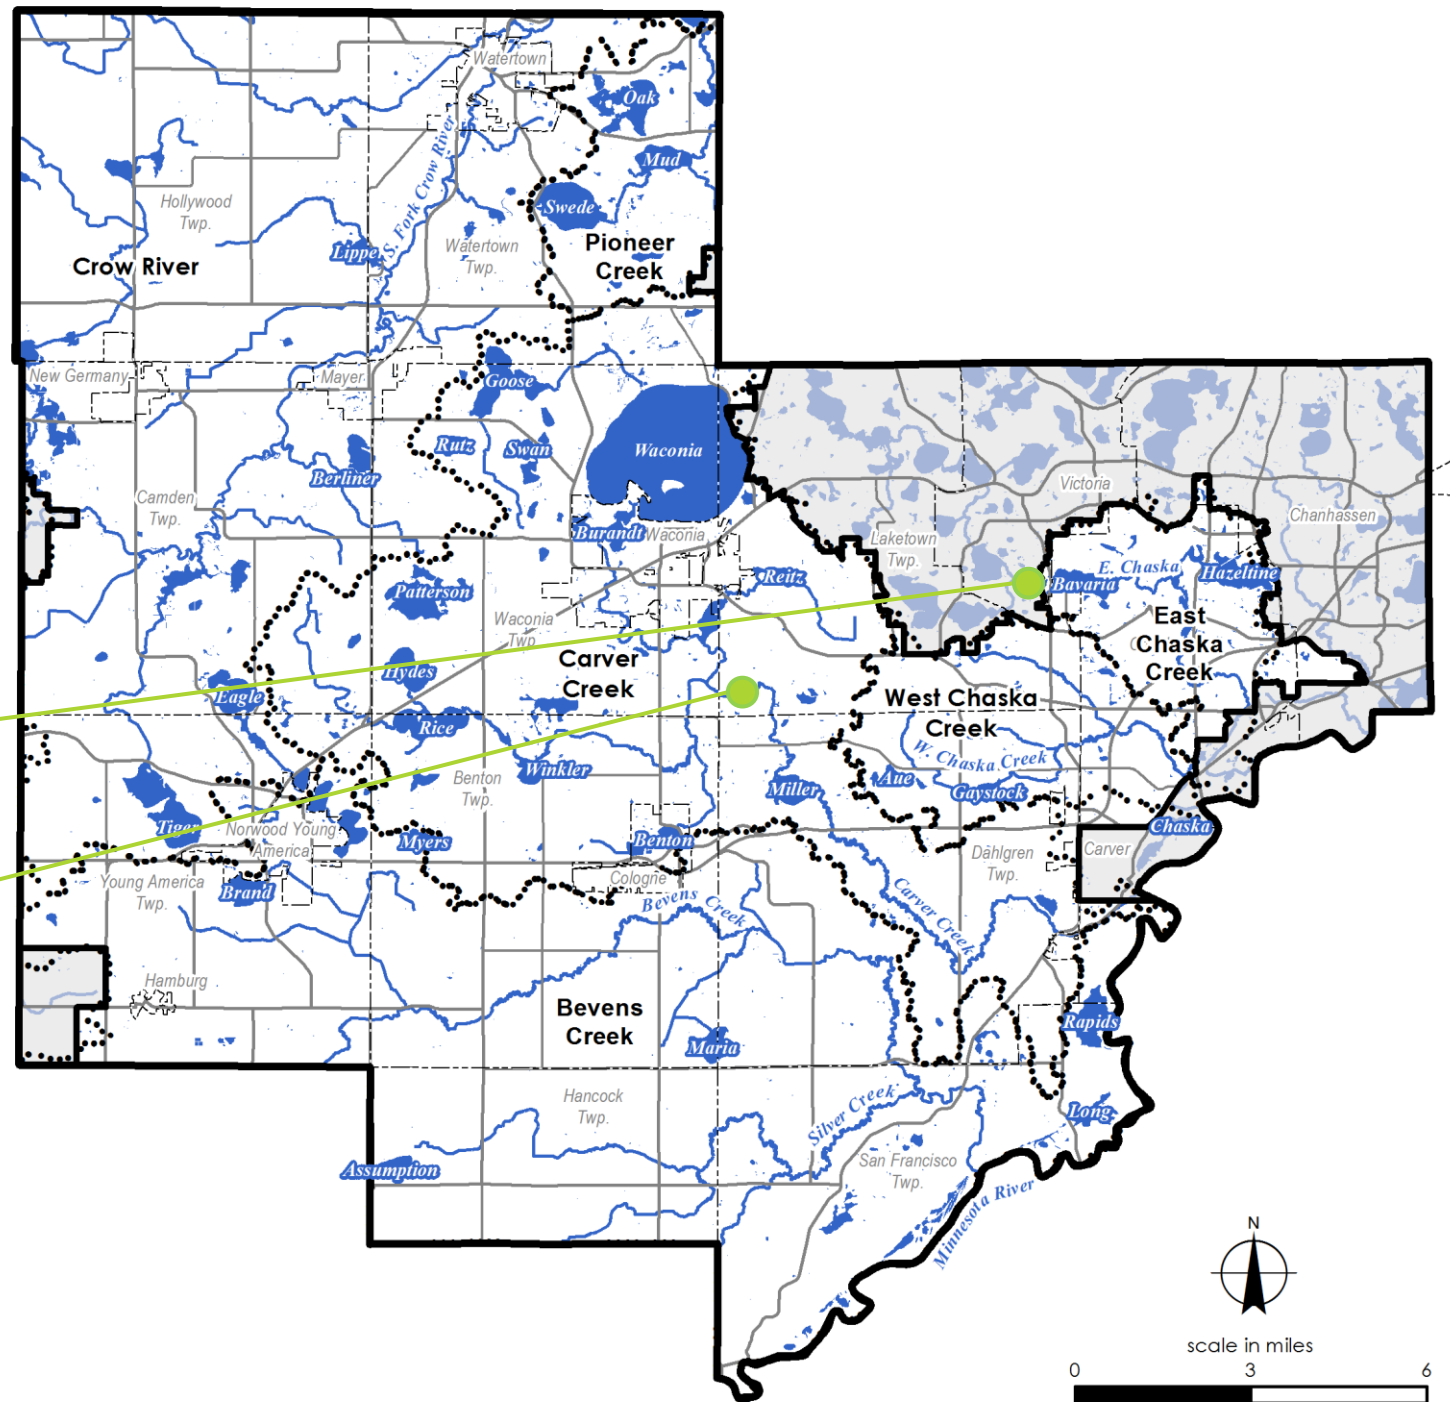 Watertown
Oak
Mud
Hollywood
Twp.
S. Fork Crow River
Swede
Lippe
Watertown
Twp.
Pioneer
Creek
Crow River
New Germany
Mayer
Goose
Rutz
Swan
Waconia
Berliner
Camden
Twp.
Burandt
Waconia
Victoria
Chanhassen
Laketown
Twp.
Patterson
Reitz
Bavaria
E. Chaska
Hazeltine
Waconia
Twp.
East
Chaska
Creek
Hydes
Carver
Creek
Eagle
West Chaska
Creek
Rice
W. Chaska Creek
Winkler
Benton
Twp.
Miller
Aue
Gaystock
Tiger
Norwood Young
America
Myers
Benton
Chaska
Carver
Dahlgren
Twp.
Young America
Twp.
Brand
Cologne
Bevens Creek
Carver Creek
Hamburg
Bevens
Creek
Rapids
Maria
Hancock
Twp.
Silver Creek
Long
Assumption
San Francisco
Twp.
Minnesota River
N
scale in miles
0 3 6